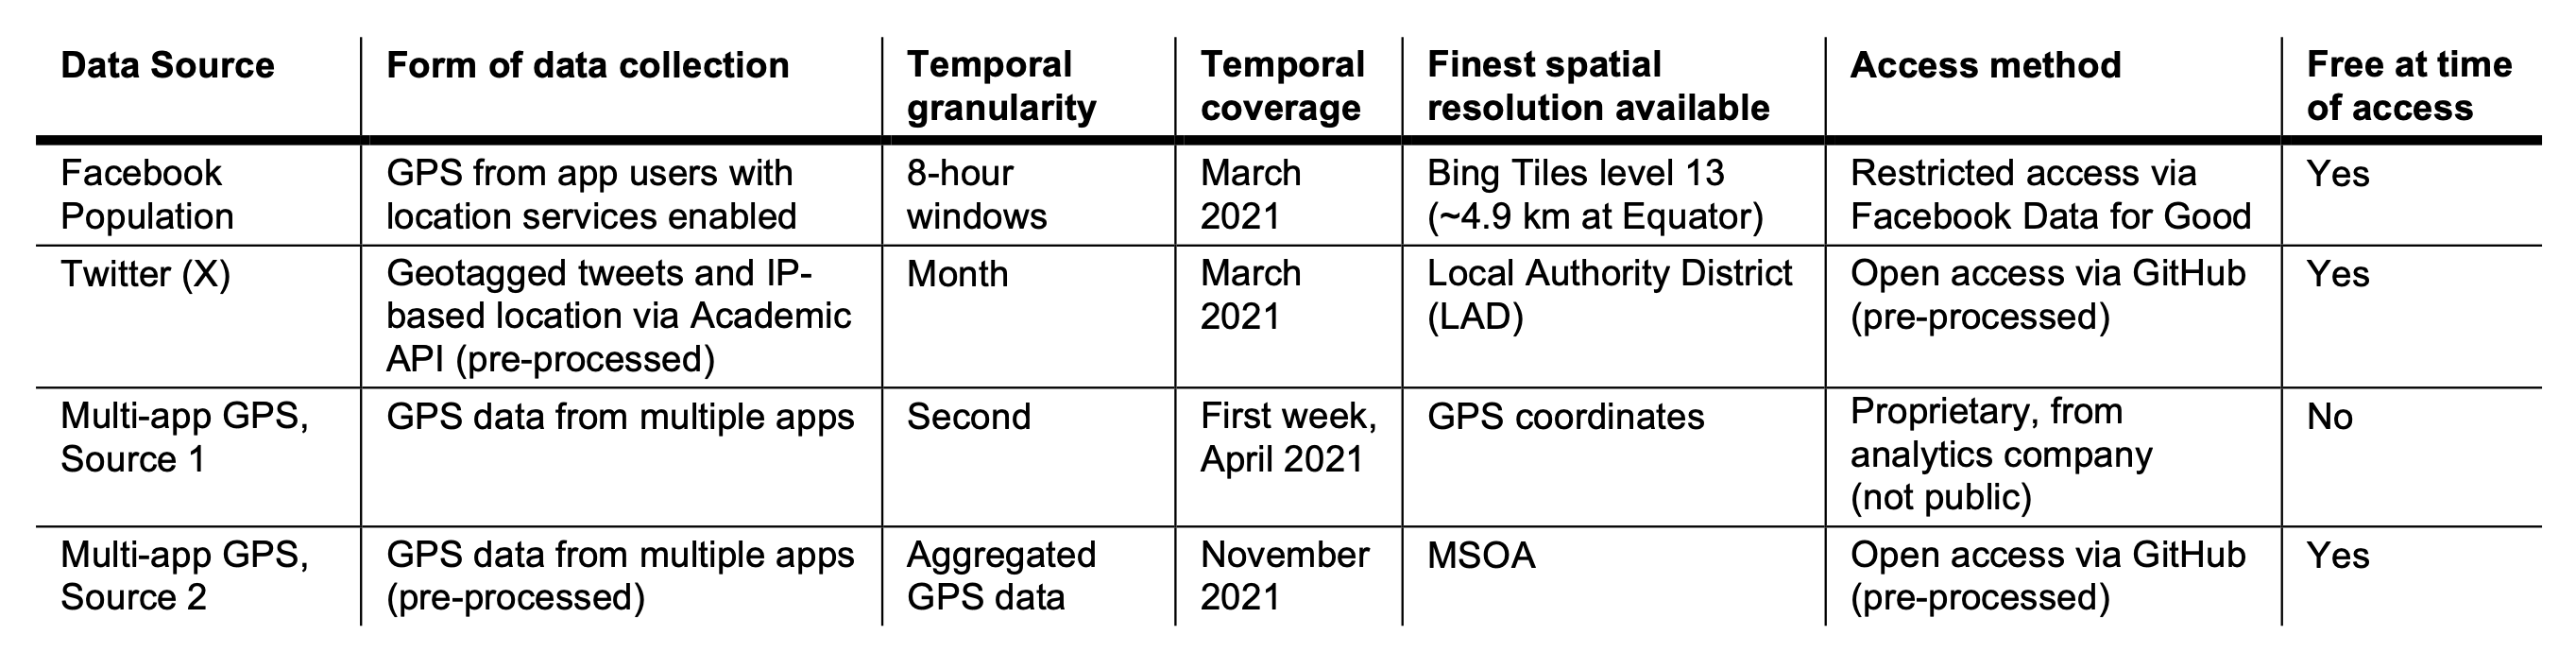 Data Source
Form of data collection
Temporal
granularity
Temporal
coverage
Finest spatial
resolution available
Access method
Free at time
of access
Facebook
Population
GPS from app users with
location services enabled
8-hour
windows
March
2021
Bing Tiles level 13
(~4.9 km at Equator)
Restricted access via
Facebook Data for Good
Yes
Twitter (X)
Geotagged tweets and IP-
based location via Academic
API (pre-processed)
Month
March
2021
Local Authority District
(LAD)
Open access via GitHub
(pre-processed)
Yes
Multi-app GPS,
Source 1
GPS data from multiple apps
Second
First week,
April 2021
GPS coordinates
Proprietary, from
analytics company
(not public)
No
Multi-app GPS,
Source 2
GPS data from multiple apps
(pre-processed)
Aggregated
GPS data
November
2021
MSOA
Open access via GitHub
(pre-processed)
Yes